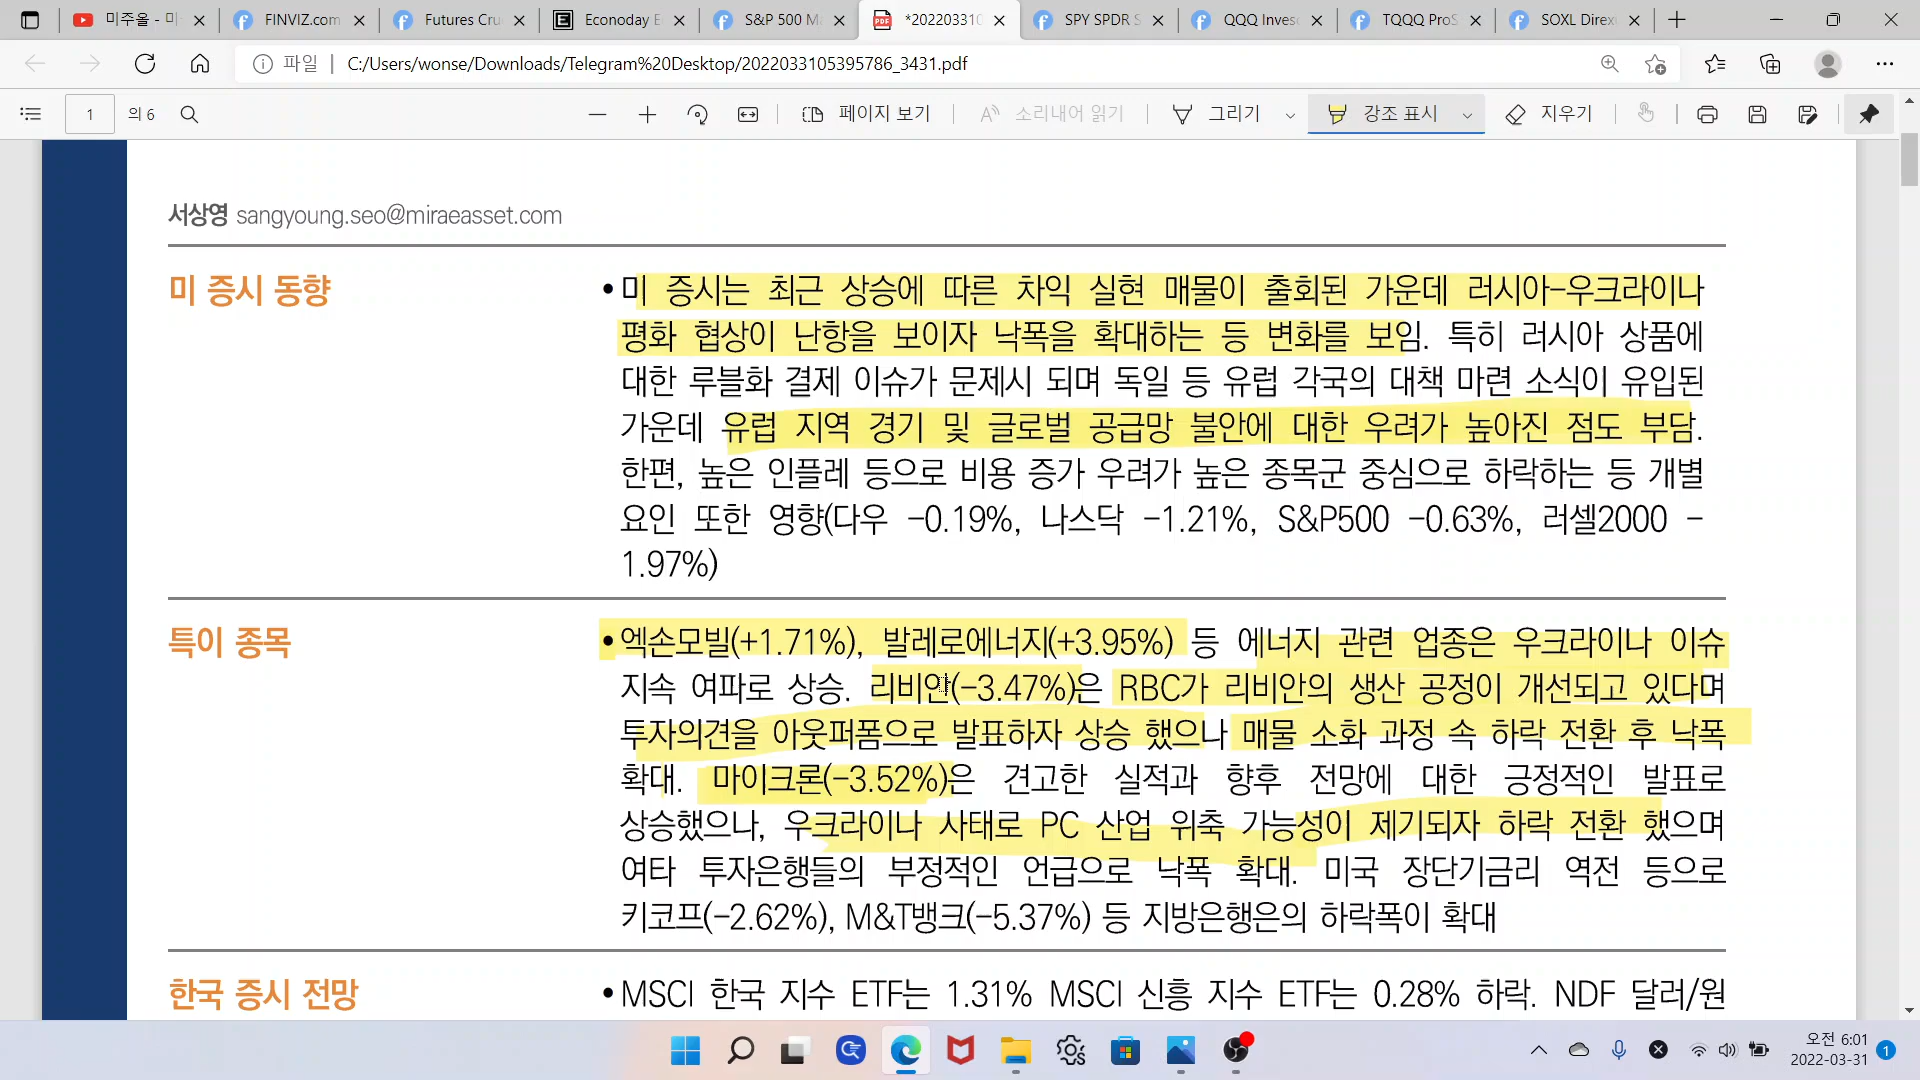 미주올 - 미
FINVIZ.com
Futures Cru
Econoday E
S&P 500 M
*202203310
SPY SPDR S
QQQ Inves
TQQQ ProS
SOXL Direx
파일
C:/Users/wonse/Downloads/Telegram%20Desktop/2022033105395786_3431.pdf
1 의 6
페이지 보기
소리내어 읽기
그리기
강조 표시
지우기
서상영 sangyoung.seo@miraeasset.com
미 증시 동향
•미 증시는 최근 상승에 따른 차익 실현 매물이 출회된 가운데 러시아-우크라이나
평화 협상이 난항을 보이자 낙폭을 확대하는 등 변화를 보임. 특히 러시아 상품에
대한 루블화 결제 이슈가 문제시 되며 독일 등 유럽 각국의 대책 마련 소식이 유입된
가운데 유럽 지역 경기 및 글로벌 공급망 불안에 대한 우려가 높아진 점도 부담.
한편, 높은 인플레 등으로 비용 증가 우려가 높은 종목군 중심으로 하락하는 등 개별
요인 또한 영향(다우 -0.19%, 나스닥 -1.21%, S&P500 -0.63%, 러셀2000 -
1.97%)
특이 종목
•엑손모빌(+1.71%), 발레로에너지(+3.95%) 등 에너지 관련 업종은 우크라이나 이슈
지속 여파로 상승. 리비안(-3.47%)은 RBC가 리비안의 생산 공정이 개선되고 있다며
투자의견을 아웃퍼폼으로 발표하자 상승 했으나 매물 소화 과정 속 하락 전환 후 낙폭
확대. 마이크론(-3.52%)은 견고한 실적과 향후 전망에 대한 긍정적인 발표로
상승했으나, 우크라이나 사태로 PC 산업 위축 가능성이 제기되자 하락 전환 했으며
여타 투자은행들의 부정적인 언급으로 낙폭 확대. 미국 장단기금리 역전 등으로
키코프(-2.62%), M&T뱅크(-5.37%) 등 지방은행은의 하락폭이 확대
한국 증시 전망
•MSCI 한국 지수 ETF는 1.31% MSCI 신흥 지수 ETF는 0.28% 하락. NDF 달러/원
오전 6:01
2022-03-31
1